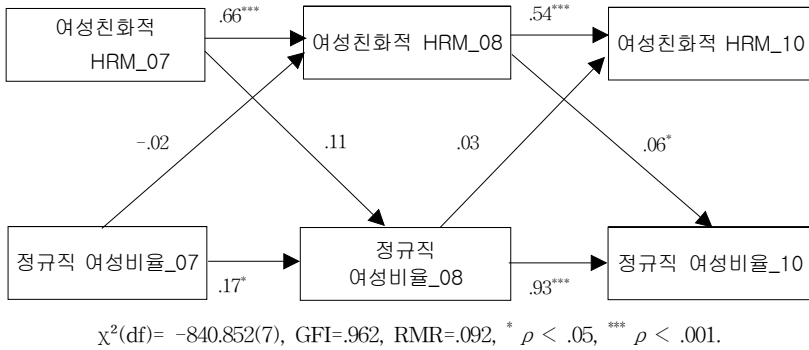 여성친화적
HRM_07
.66***
여성친화적 HRM_08
.54***
여성친화적 HRM_10
-.02
.11
.03
.06*
정규직 여성비율_07
.17*
정규직
여성비율_08
.93***
정규직 여성비율_10
χ²(df)= -840.852(7), GFI=.962, RMR=.092, * ρ < .05, *** ρ < .001.